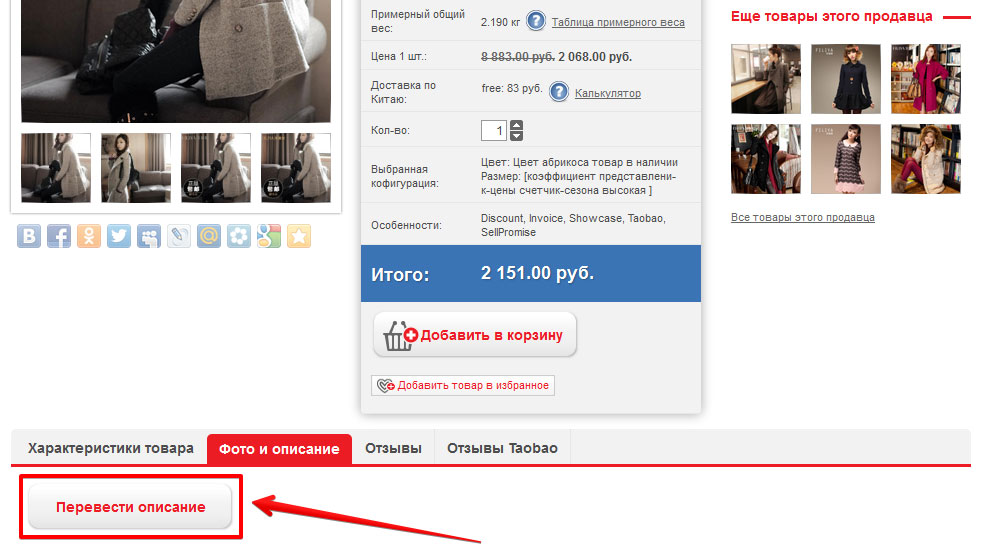 Примерный общий
вес:
2.190 кг
Таблица примерного веса
Цена 1 шт.:
8 883.00 руб. 2 068.00 руб.
Доставка по
Китаю:
free: 83 руб.
Калькулятор
Кол-во:
1
Выбранная
кофигурация:
Цвет: Цвет абрикоса товар в наличии
Размер: [коэффициент представлени-
к-цены счетчик-сезона высокая ]
Особенности:
Discount, Invoice, Showcase, Taobao,
SellPromise
Итого:
2 151.00 руб.
Добавить в корзину
Добавить товар в избранное
Еще товары этого продавца
Все товары этого продавца
Характеристики товара
Фото и описание
Отзывы
Отзывы Taobao
Перевести описание